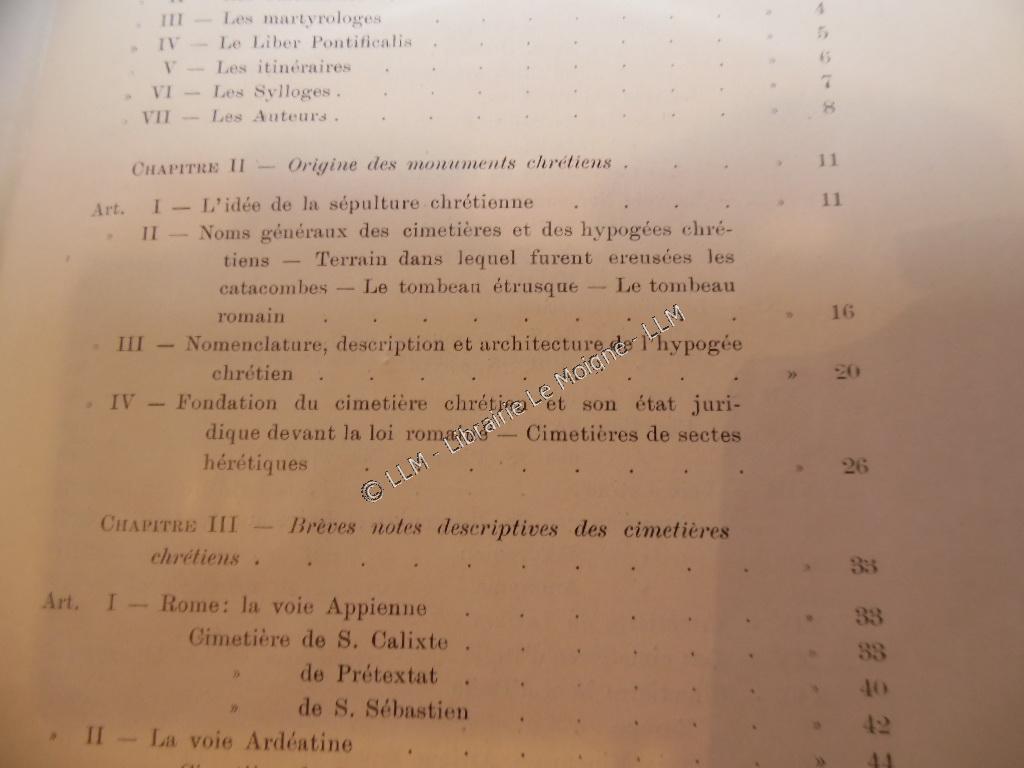 III — Les martyrologes . . . . . . . » 4
» IV — Le Liber Pontificalis . . . . . . . » 5
» V — Les itinéraires . . . . . . . » 6
» VI — Les Sylloges . . . . . . . . » 7
» VII — Les Auteurs . . . . . . . . » 8
CHAPITRE II — Origine des monuments chrétiens . . . » 11
Art. I — L'idée de la sépulture chrétienne . . . . » 11
» II — Noms généraux des cimetières et des hypogées chré-
tiens — Terrain dans lequel furent ereusées les
catacombes — Le tombeau étrusque — Le tombeau
romain . . . . . . . . . » 16
» III — Nomenclature, description et architecture de l'hypogée
chrétien . . . . . . . . . » 20
» IV — Fondation du cimetière chrétien et son état juri-
dique devant la loi romaine — Cimetières de sectes
hérétiques . . . . . . . . » 26
CHAPITRE III — Brèves notes descriptives des cimetières
chrétiens . . . . . . . . . . » 33
Art. I — Rome: la voie Appienne . . . . . . » 33
Cimetière de S. Calixte . . . . . . » 33
» de Prétextat . . . . . . » 40
» de S. Sébastien . . . . . » 42
» II — La voie Ardéatine . . . . . . . » 44
© LLM - Librairie Le Moigne - LLM